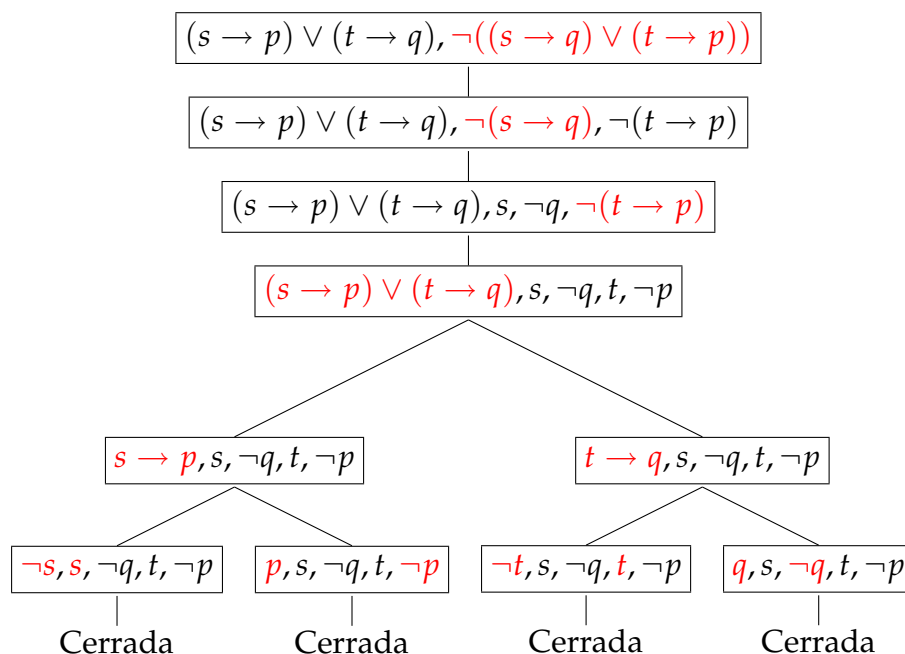 (s → p) ∨ (t → q), ¬((s → q) ∨ (t → p))
(s → p) ∨ (t → q), ¬(s → q), ¬(t → p)
(s → p) ∨ (t → q), s, ¬q, ¬(t → p)
(s → p) ∨ (t → q), s, ¬q, t, ¬p
s → p, s, ¬q, t, ¬p
t → q, s, ¬q, t, ¬p
¬s, s, ¬q, t, ¬p
p, s, ¬q, t, ¬p
¬t, s, ¬q, t, ¬p
q, s, ¬q, t, ¬p
Cerrada
Cerrada
Cerrada
Cerrada